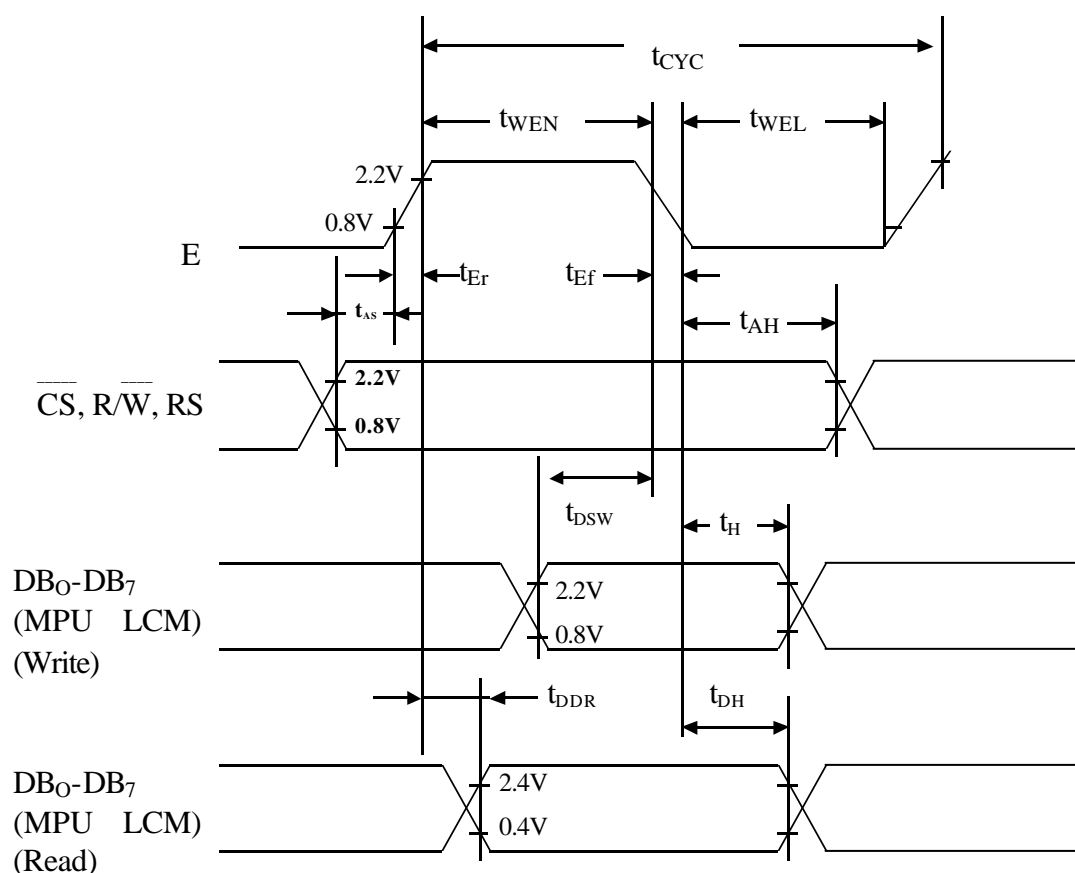 tCYC
tWEN tWEL
2.2V
0.8V
E
tEr tEf
tAS
tAH
CS, R/W, RS
2.2V
0.8V
tDSW
tH
DBO-DB7
(MPU LCM)
(Write)
2.2V
0.8V
tDDR tDH
DBO-DB7
(MPU LCM)
(Read)
2.4V
0.4V